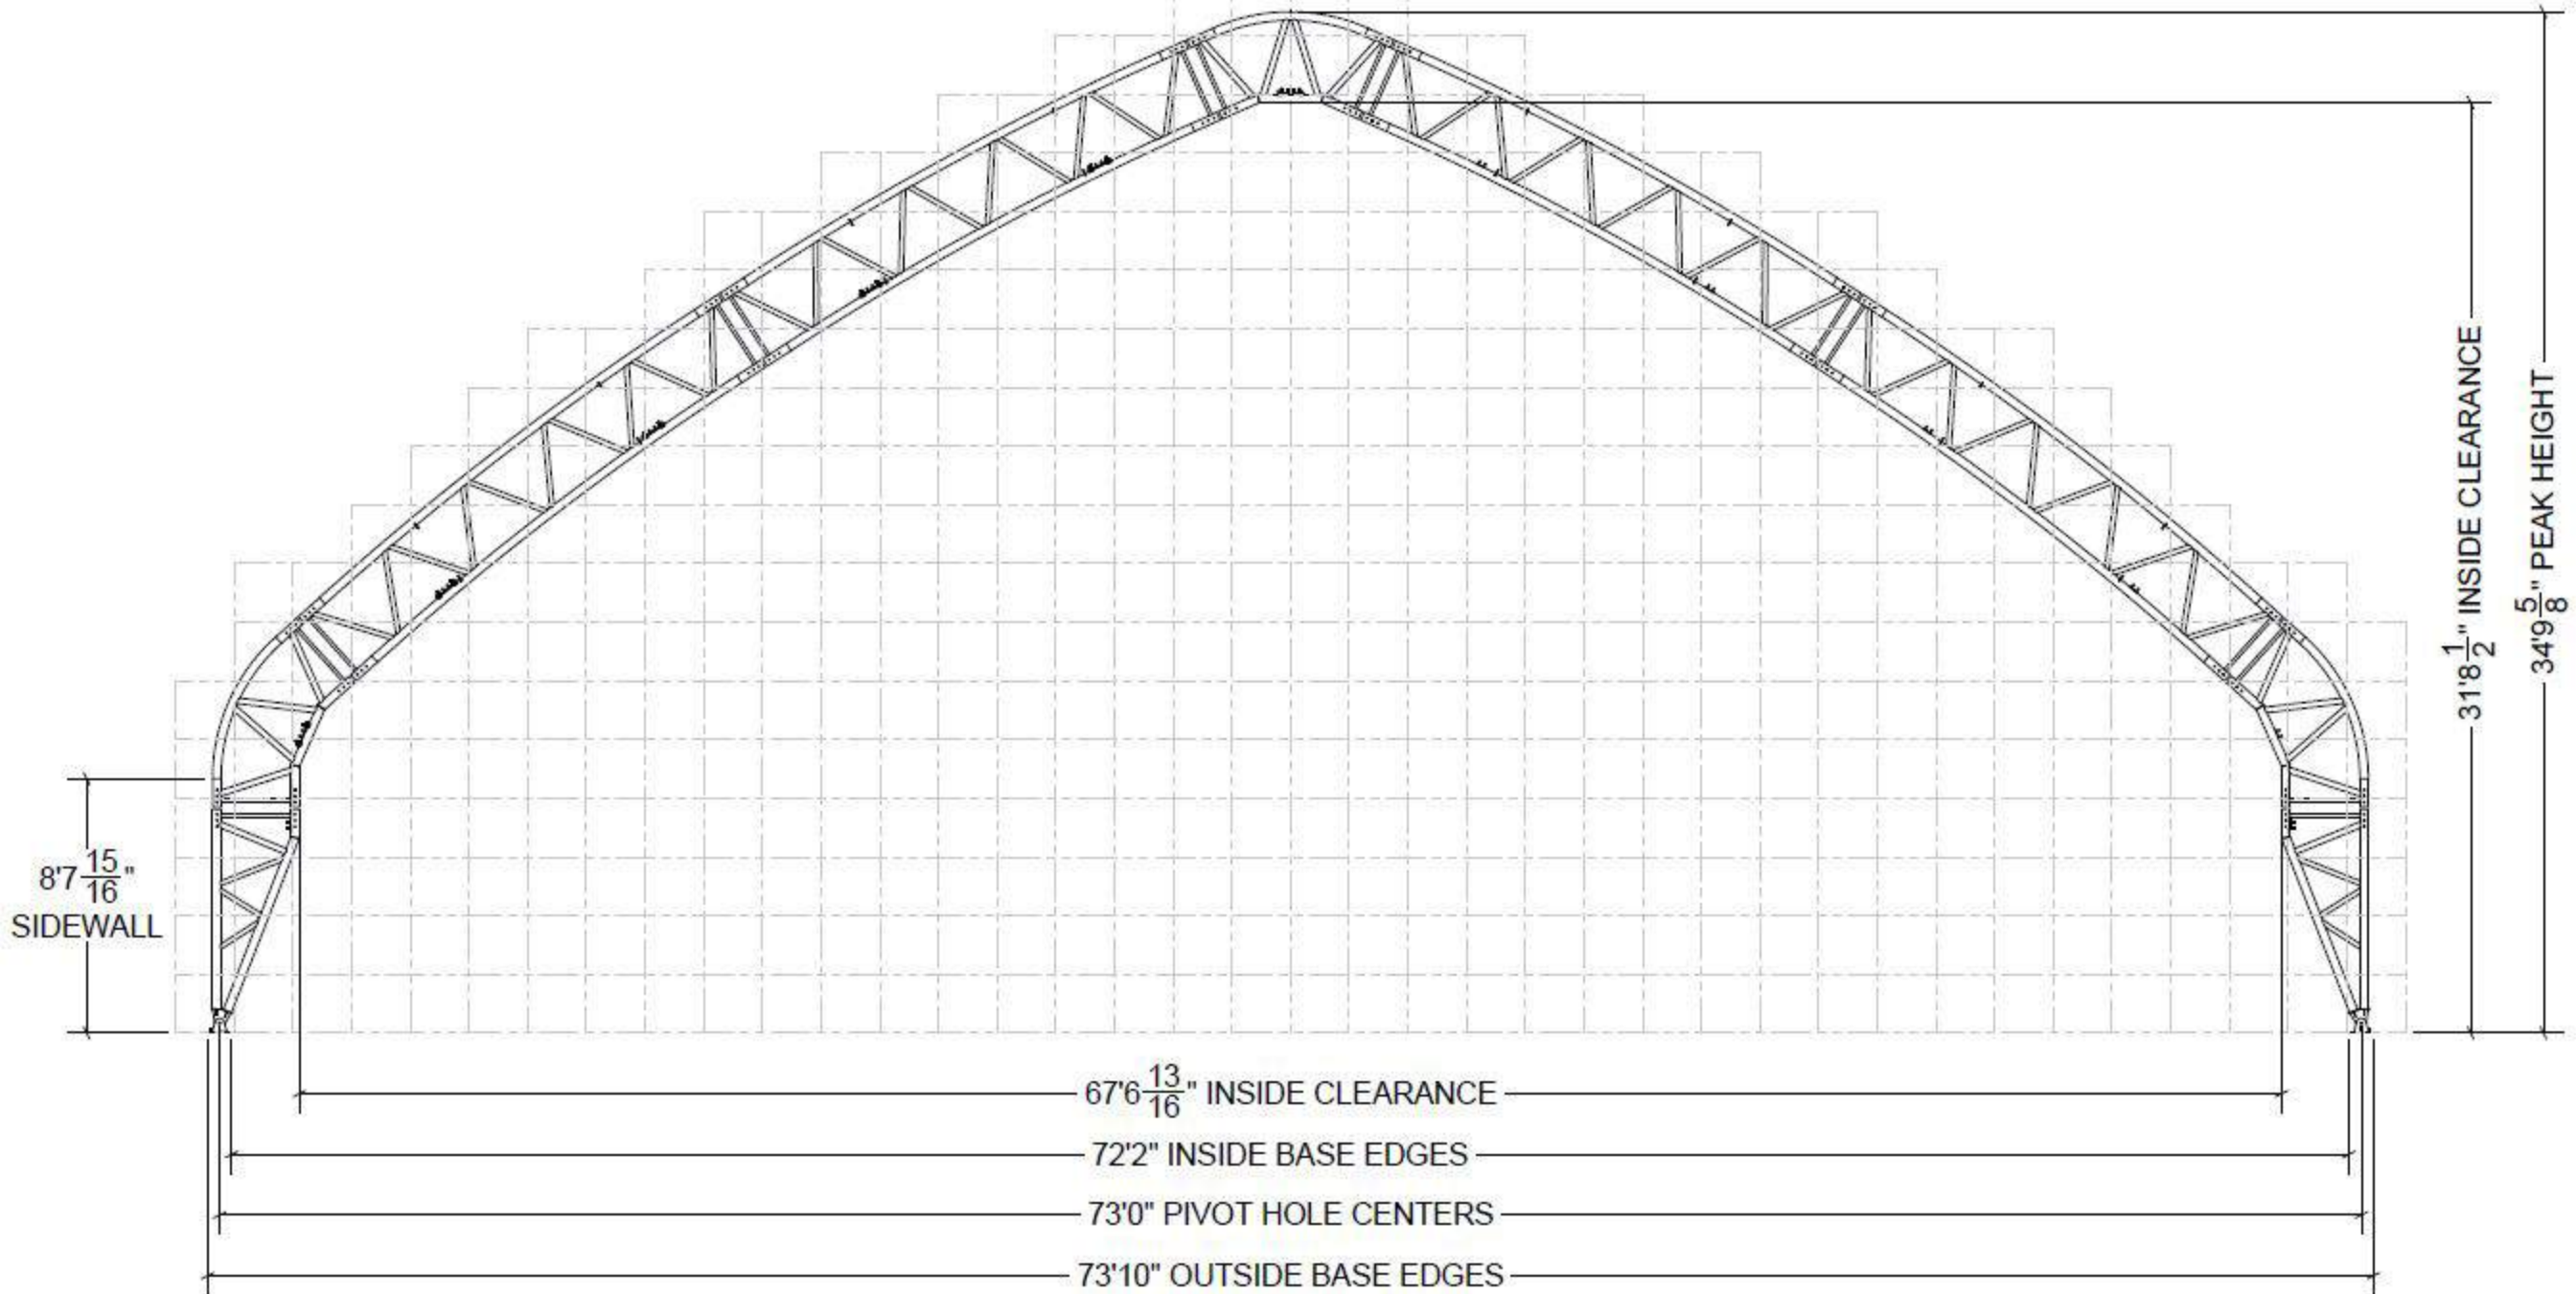 31'8 1/2" INSIDE CLEARANCE
34'9 5/8" PEAK HEIGHT
8'7 15/16"
SIDEWALL
67'6 13/16" INSIDE CLEARANCE
72'2" INSIDE BASE EDGES
73'0" PIVOT HOLE CENTERS
73'10" OUTSIDE BASE EDGES